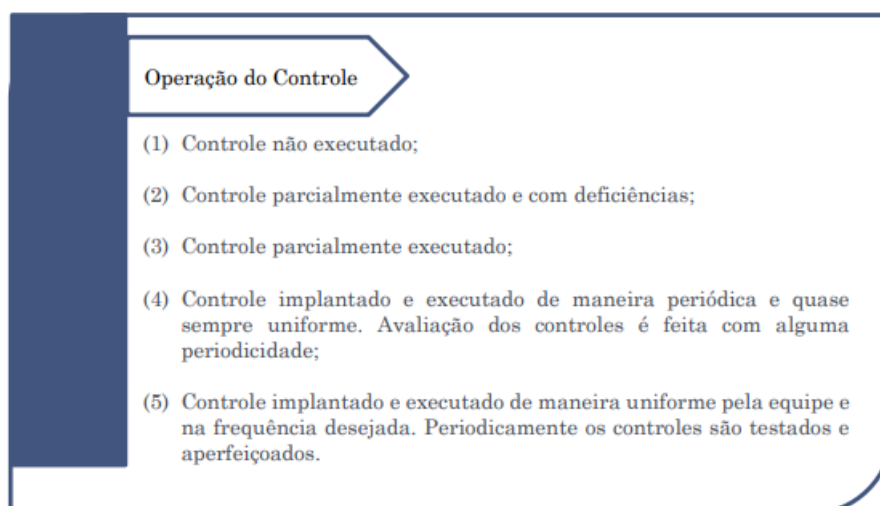 Operação do Controle
(1) Controle não executado;
(2) Controle parcialmente executado e com deficiências;
(3) Controle parcialmente executado;
(4) Controle implantado e executado de maneira periódica e quase
sempre uniforme. Avaliação dos controles é feita com alguma
periodicidade;
(5) Controle implantado e executado de maneira uniforme pela equipe e
na frequência desejada. Periodicamente os controles são testados e
aperfeiçoados.